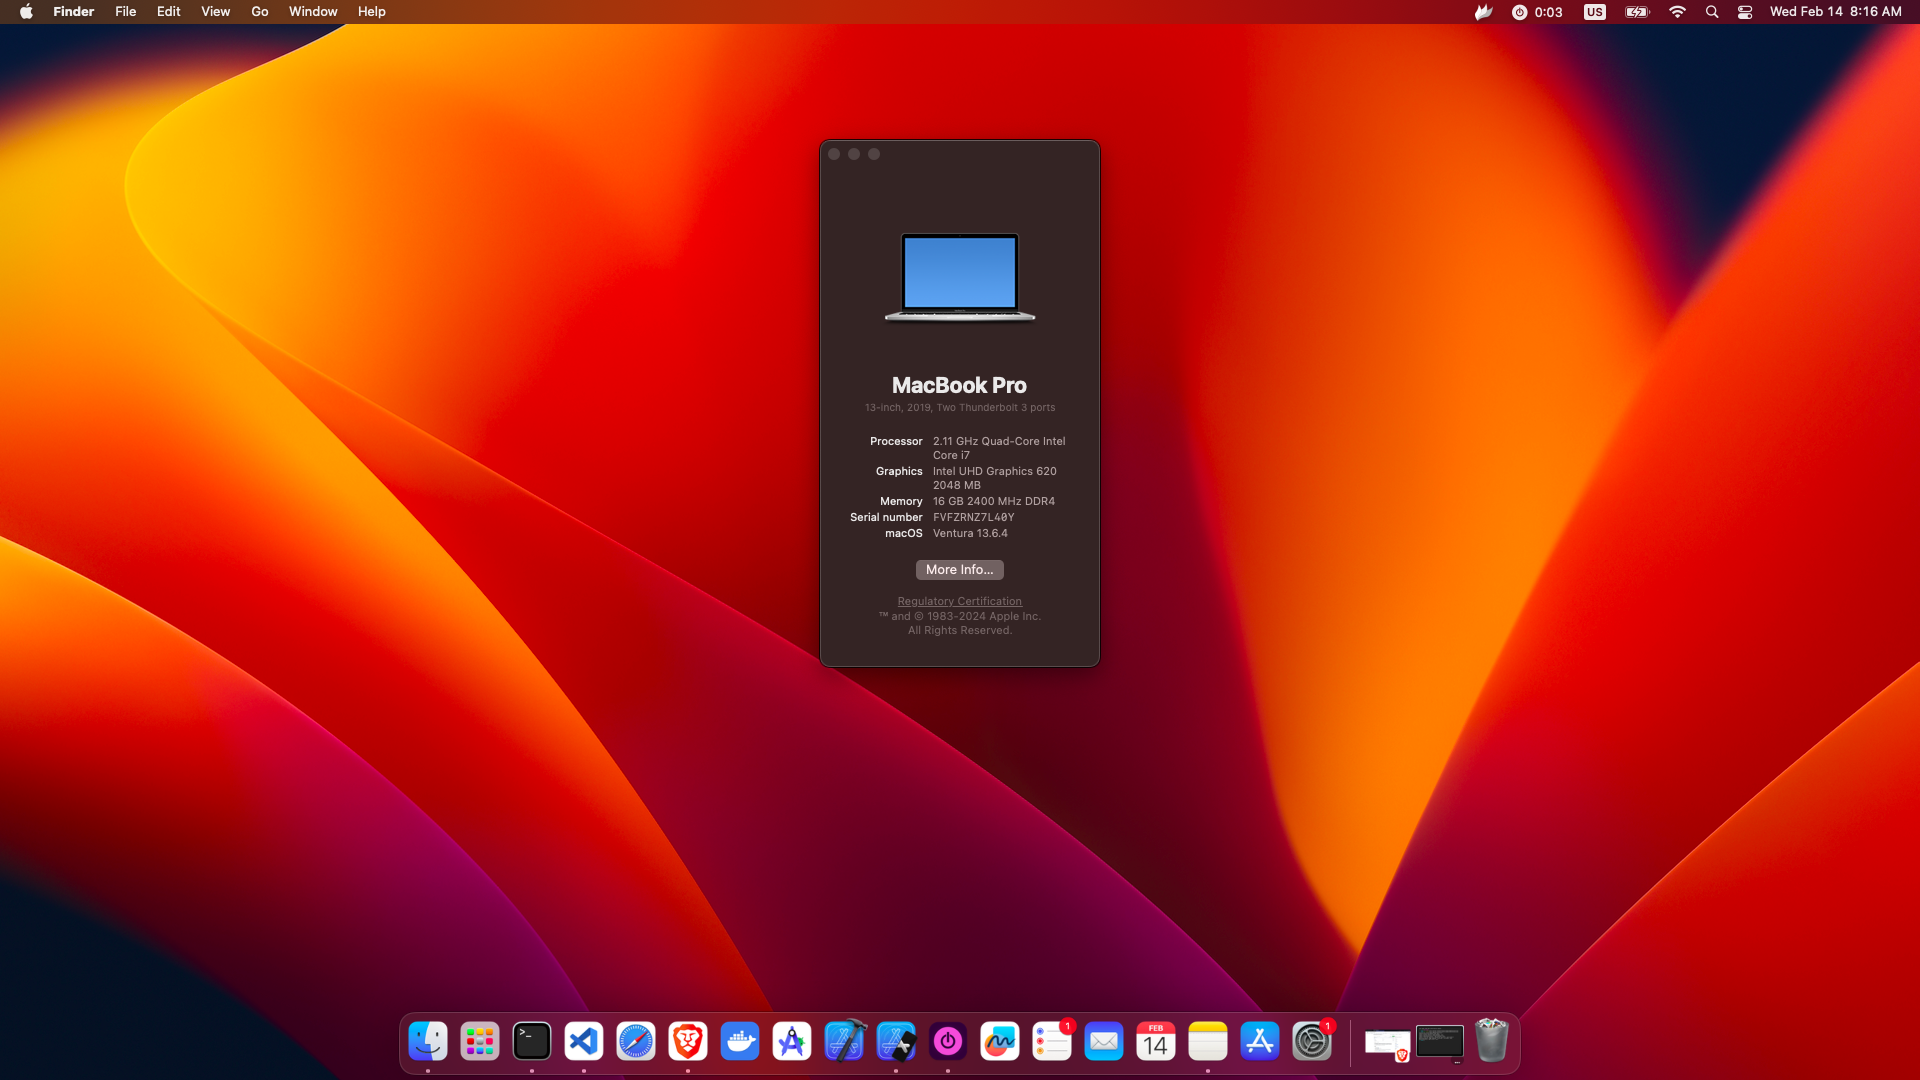 Finder File Edit View Go Window Help
0:03 US Wed Feb 14 8:16 AM
MacBook Pro
13-inch, 2019, Two Thunderbolt 3 ports
Processor 2.11 GHz Quad-Core Intel
Core i7
Graphics Intel UHD Graphics 620
2048 MB
Memory 16 GB 2400 MHz DDR4
Serial number FVFZRNZ7L40Y
macOS Ventura 13.6.4
More Info...
Regulatory Certification
™ and © 1983-2024 Apple Inc.
All Rights Reserved.
>_
1
FEB
14
1